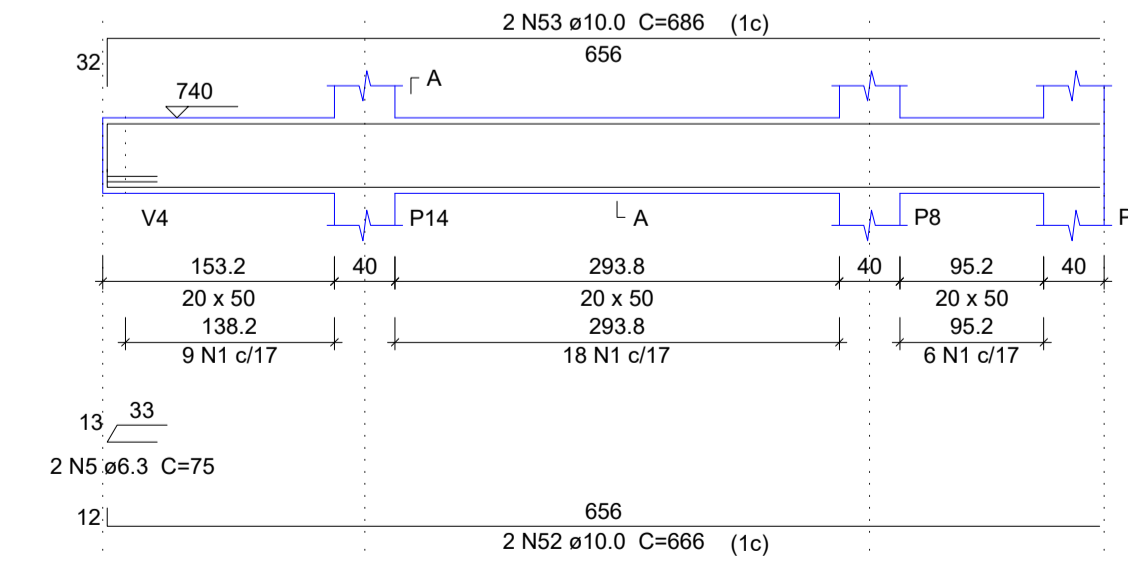 2 N53 ø10.0 C=686 (1c)
656
32
A
740
V4
P14
A
P8
P
153.2
40
293.8
40
95.2
40
20 x 50
20 x 50
20 x 50
138.2
293.8
95.2
9 N1 c/17
18 N1 c/17
6 N1 c/17
33
13
2 N5 ø6.3 C=75
656
12
2 N52 ø10.0 C=666 (1c)